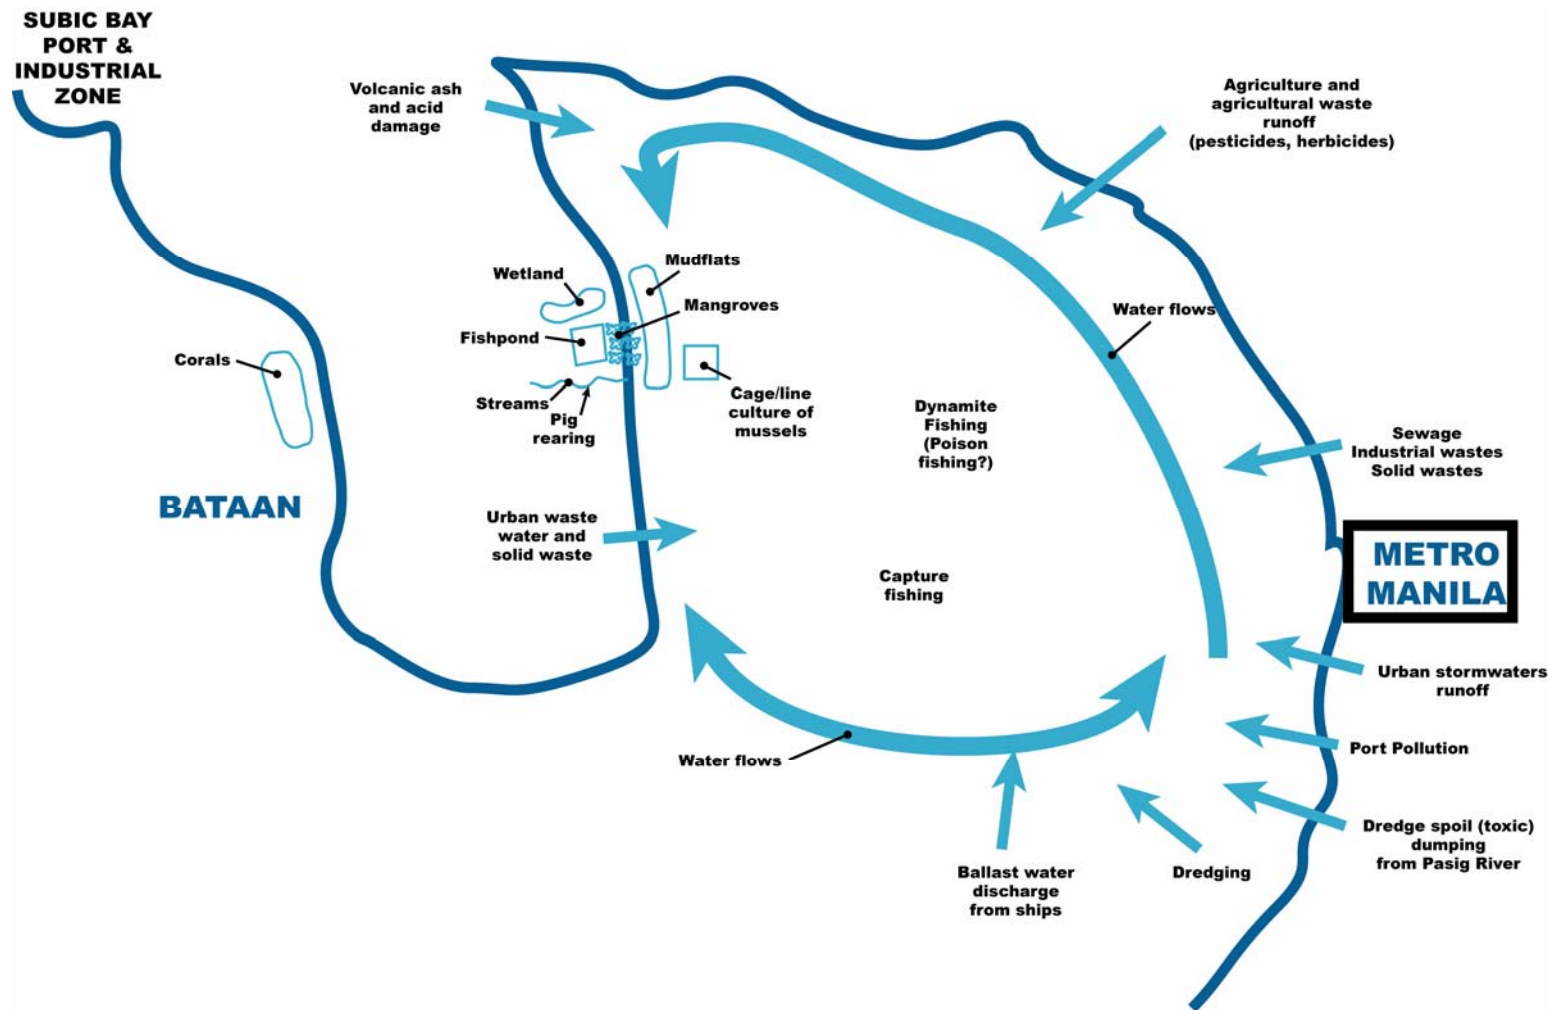 SUBIC BAY
PORT &
INDUSTRIAL
ZONE
Volcanic ash
and acid
damage
Agriculture and
agricultural waste
runoff
(pesticides, herbicides)
Wetland
Mudflats
Mangroves
Fishpond
Water flows
Corals
Streams
Pig
rearing
Cage/line
culture of
mussels
Dynamite
Fishing
(Poison
fishing?)
Sewage
Industrial wastes
Solid wastes
BATAAN
Urban waste
water and
solid waste
Capture
fishing
METRO
MANILA
Urban stormwaters
runoff
Water flows
Port Pollution
Dredge spoil (toxic)
dumping
from Pasig River
Ballast water
discharge
from ships
Dredging